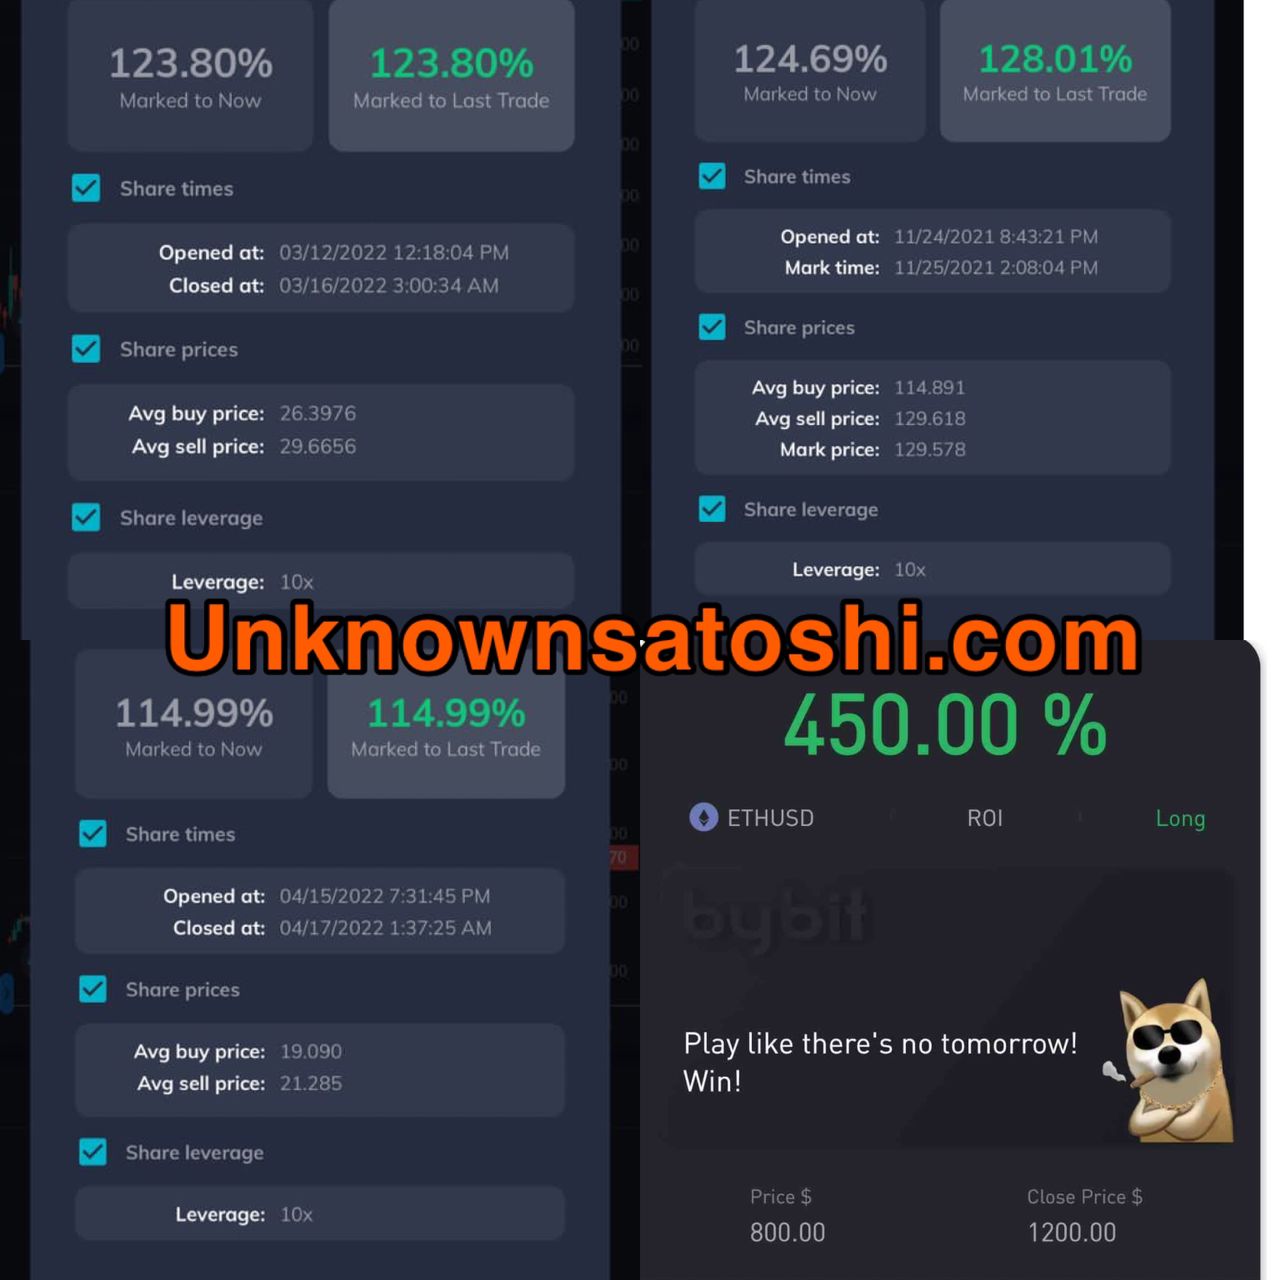 123.80%
Marked to Now
123.80%
Marked to Last Trade
Share times
Opened at: 03/12/2022 12:18:04 PM
Closed at: 03/16/2022 3:00:34 AM
Share prices
Avg buy price: 26.3976
Avg sell price: 29.6656
Share leverage
Leverage: 10x
124.69%
Marked to Now
128.01%
Marked to Last Trade
Share times
Opened at: 11/24/2021 8:43:21 PM
Mark time: 11/25/2021 2:08:04 PM
Share prices
Avg buy price: 114.891
Avg sell price: 129.618
Mark price: 129.578
Share leverage
Leverage: 10x
Unknownsatoshi.com
114.99%
Marked to Now
114.99%
Marked to Last Trade
Share times
Opened at: 04/15/2022 7:31:45 PM
Closed at: 04/17/2022 1:37:25 AM
Share prices
Avg buy price: 19.090
Avg sell price: 21.285
Share leverage
Leverage: 10x
450.00 %
ETHUSD ROI Long
bybit
Play like there's no tomorrow!
Win!
Price $ Close Price $
800.00 1200.00